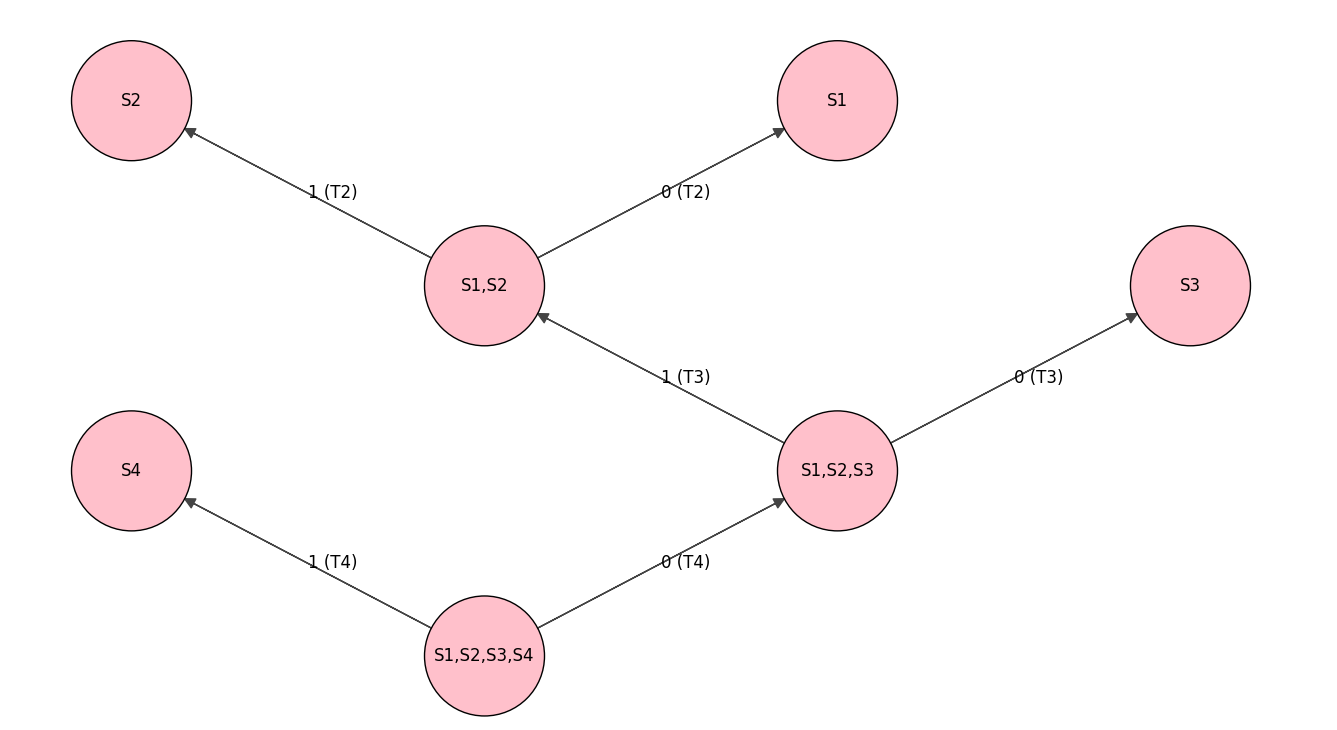 S2
S1
1 (T2)
0 (T2)
S1,S2
S3
1 (T3)
0 (T3)
S4
S1,S2,S3
1 (T4)
0 (T4)
S1,S2,S3,S4